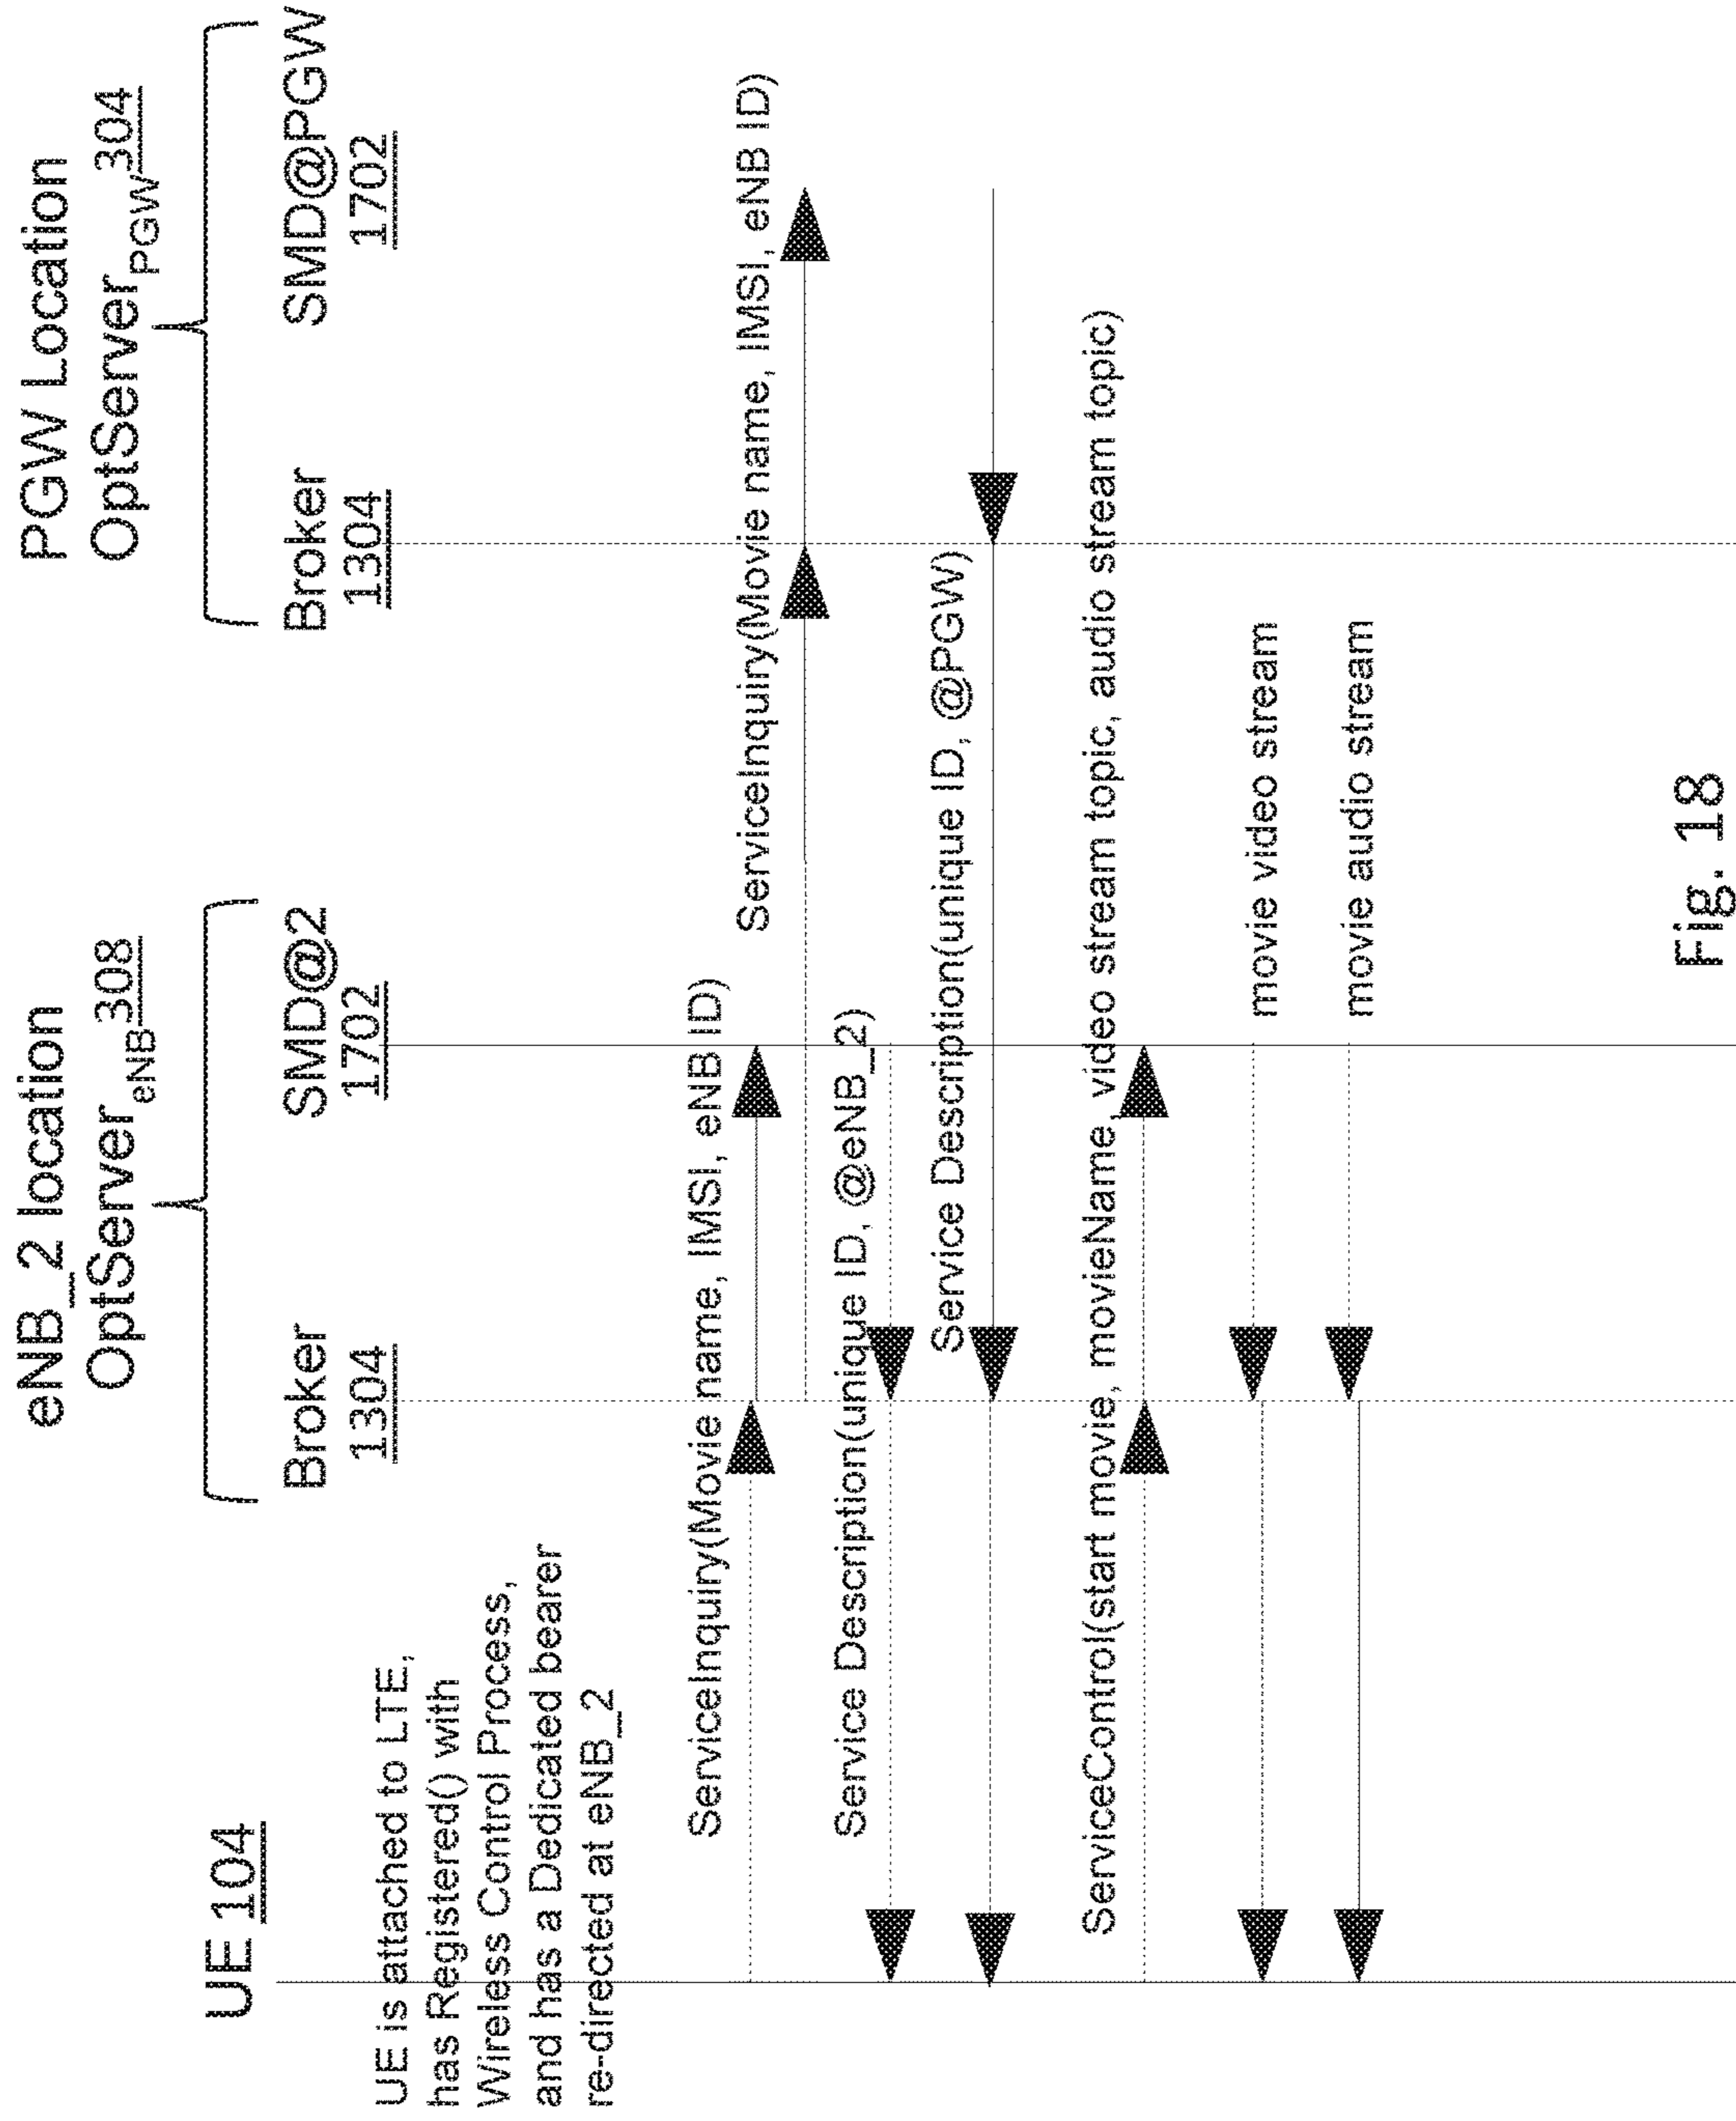 eNB_2 location
PGW Location
OptServer eNB 308
OptServer PGW 304
UE 104
Broker
1304
SMD@2
1702
Broker
1304
SMD@PGW
1702
UE is attached to LTE,
has Registered() with
Wireless Control Process,
and has a Dedicated bearer
re-directed at eNB_2
ServiceInquiry(Movie name, IMSI, eNB ID)
ServiceInquiry(Movie name, IMSI, eNB ID)
Service Description(unique ID, @eNB_2)
Service Description(unique ID, @PGW)
ServiceControl(start movie, movieName, video stream topic, audio stream topic)
movie video stream
movie audio stream
Fig. 18